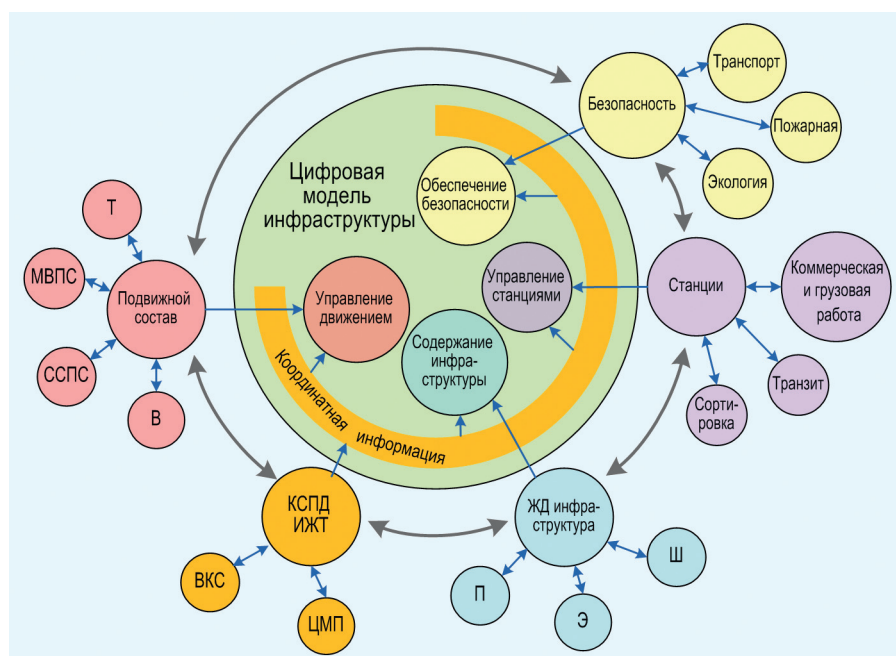 Транспорт
Безопасность
Пожарная
Экология
Цифровая
модель
инфраструктуры
Обеспечение
безопасности
Т
МВПС
Подвижной
состав
ССПС
В
Управление
движением
Управление
станциями
Содержание
инфра-
структуры
Станции
Коммерческая
и грузовая
работа
Транзит
Сорти-
ровка
Координатная информация
КСПД
ИЖТ
ВКС
ЦМП
ЖД инфра-
структура
П
Э
Ш